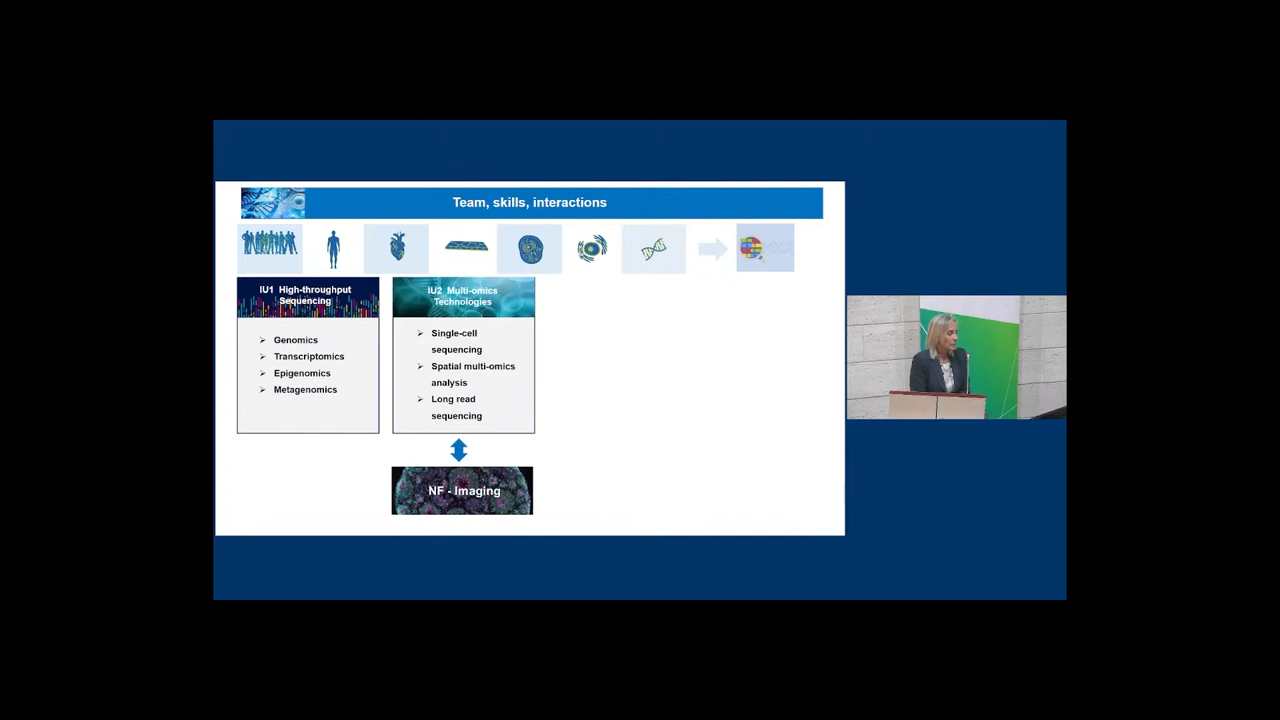 Team, skills, interactions
IU1 High-throughput
Sequencing
Genomics
Transcriptomics
Epigenomics
Metagenomics
IU2 Multi-omics
Technologies
Single-cell
sequencing
Spatial multi-omics
analysis
Long read
sequencing
NF - Imaging